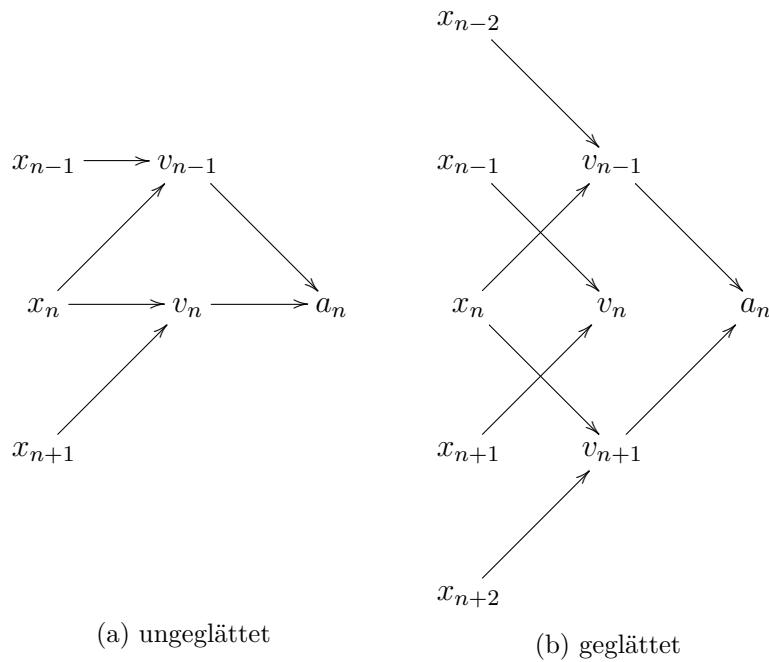 x_{n-1} v_{n-1}
x_n v_n a_n
x_{n+1}
(a) ungeglättet
x_{n-2}
x_{n-1} v_{n-1}
x_n v_n a_n
x_{n+1} v_{n+1}
x_{n+2}
(b) geglättet